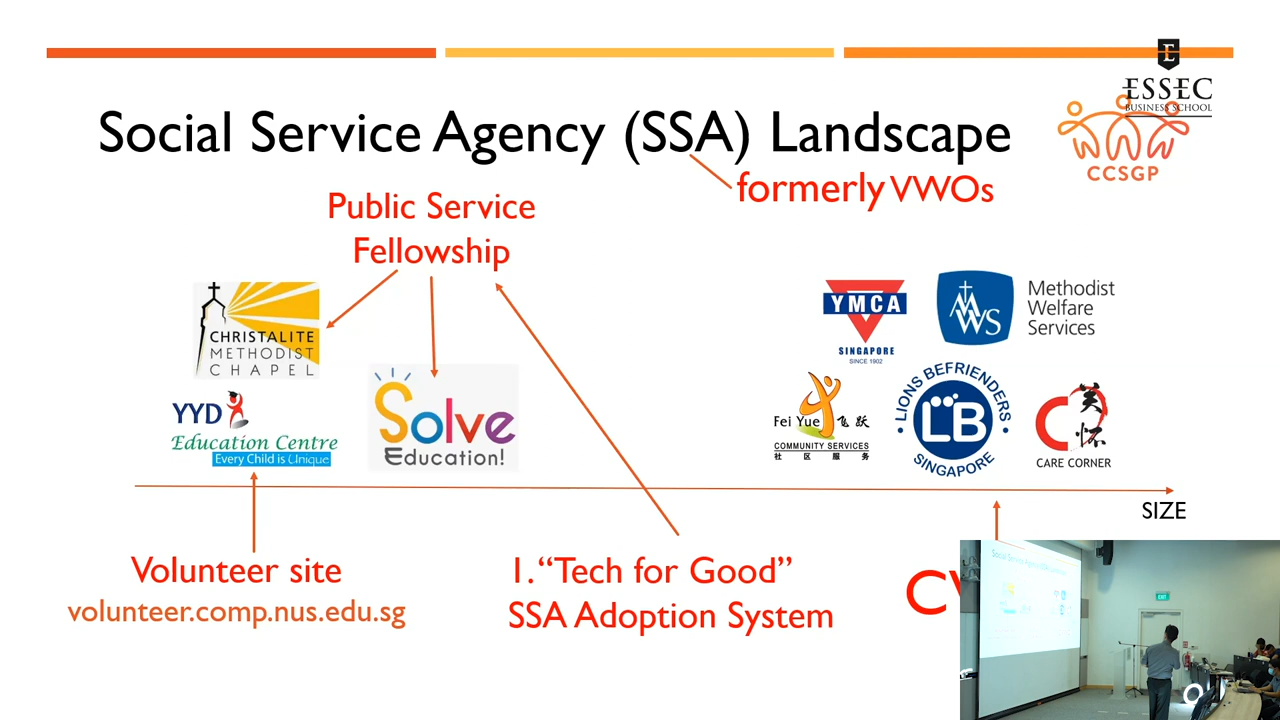 ESSEC
BUSINESS SCHOOL
CCSGP
Social Service Agency (SSA) Landscape
formerly VWOs
Public Service
Fellowship
CHRISTALITE
METHODIST
CHAPEL
YYD
Education Centre
Every Child is Unique
Solve
Education!
YMCA
SINGAPORE
SINCE 1902
Methodist
Welfare
Services
MWS
Fei Yue 飞跃
COMMUNITY SERVICES
社区服务
LIONS BEFRIENDERS
LB
SINGAPORE
关怀
CARE CORNER
SIZE
Volunteer site
volunteer.comp.nus.edu.sg
1. “Tech for Good”
SSA Adoption System